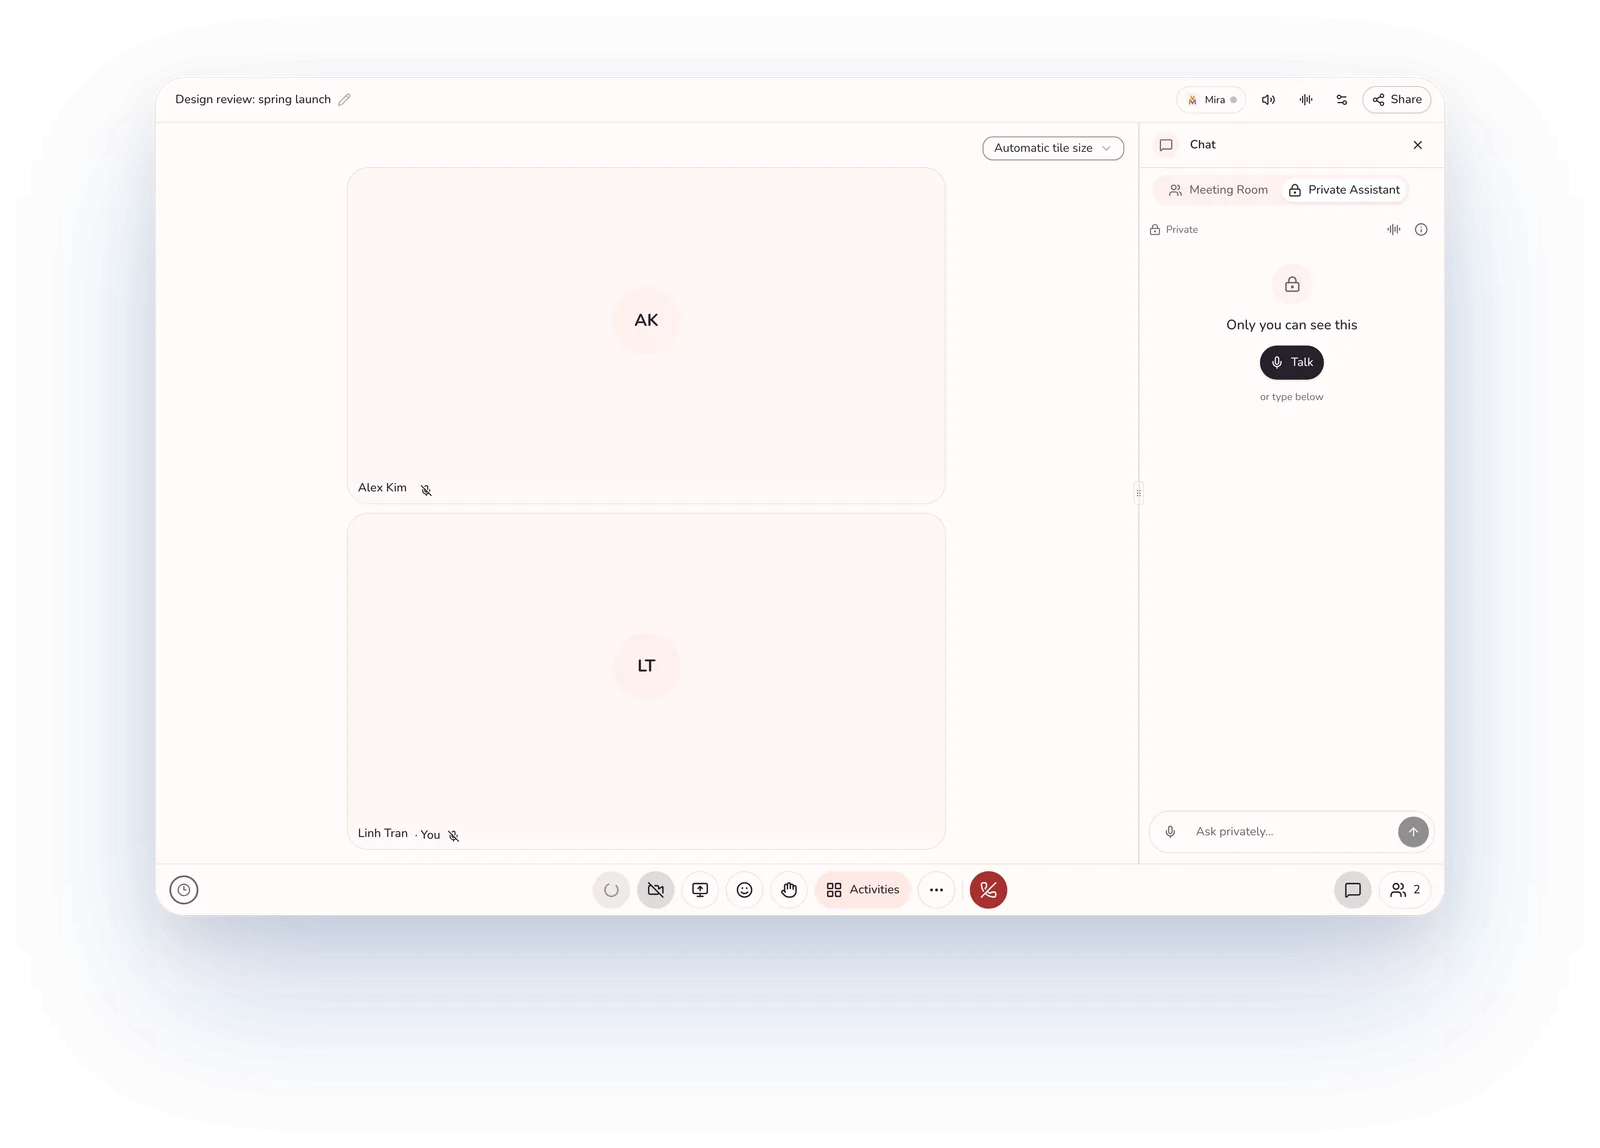 Design review: spring launch
Mira
Share
Automatic tile size
Chat
Meeting Room
Private Assistant
Private
Only you can see this
Talk
or type below
AK
Alex Kim
LT
Linh Tran · You
Ask privately...
Activities
2